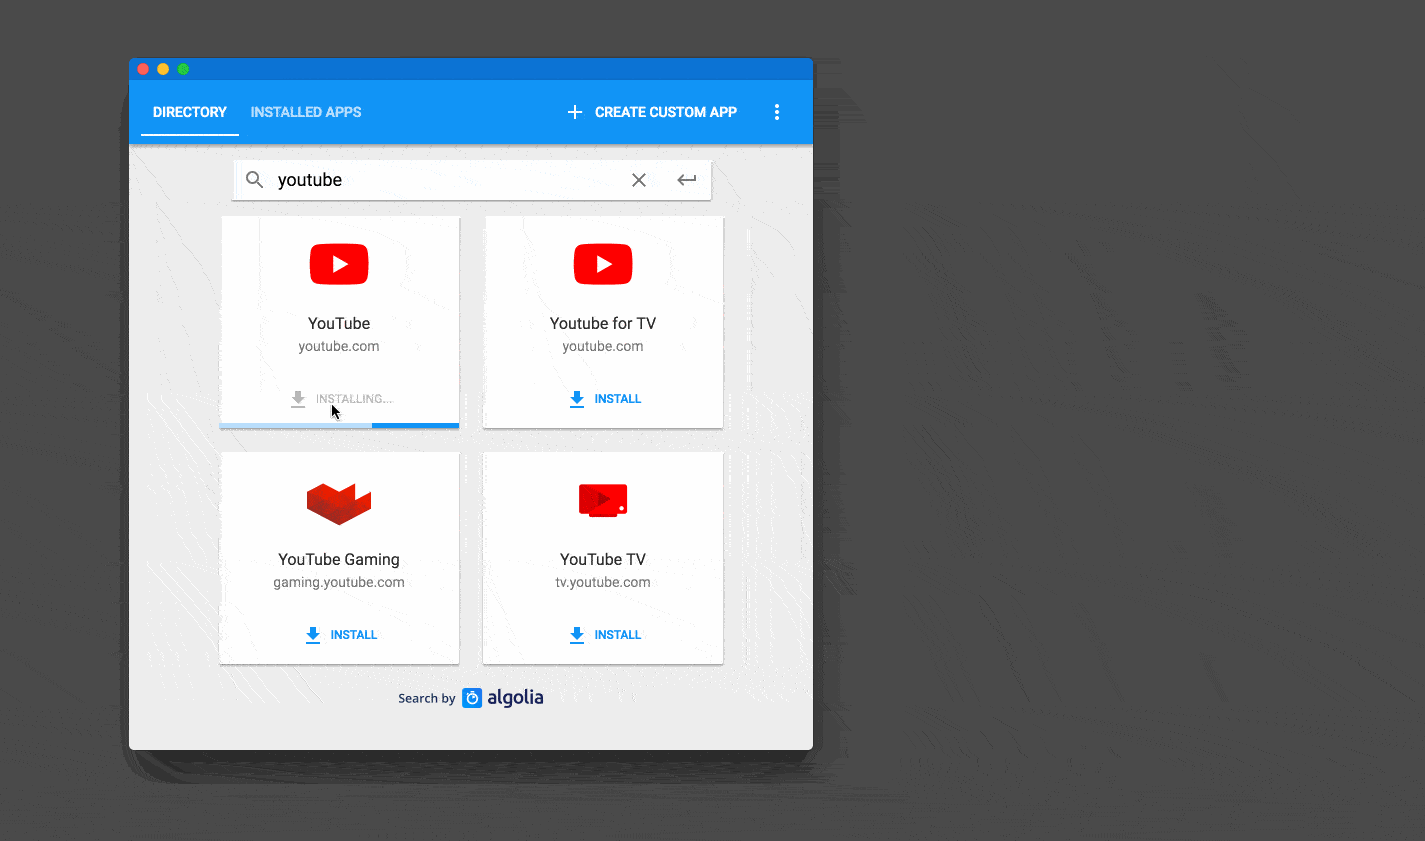 DIRECTORY INSTALLED APPS CREATE CUSTOM APP
youtube
YouTube
youtube.com
INSTALLING...
Youtube for TV
youtube.com
INSTALL
YouTube Gaming
gaming.youtube.com
INSTALL
YouTube TV
tv.youtube.com
INSTALL
Search by algolia